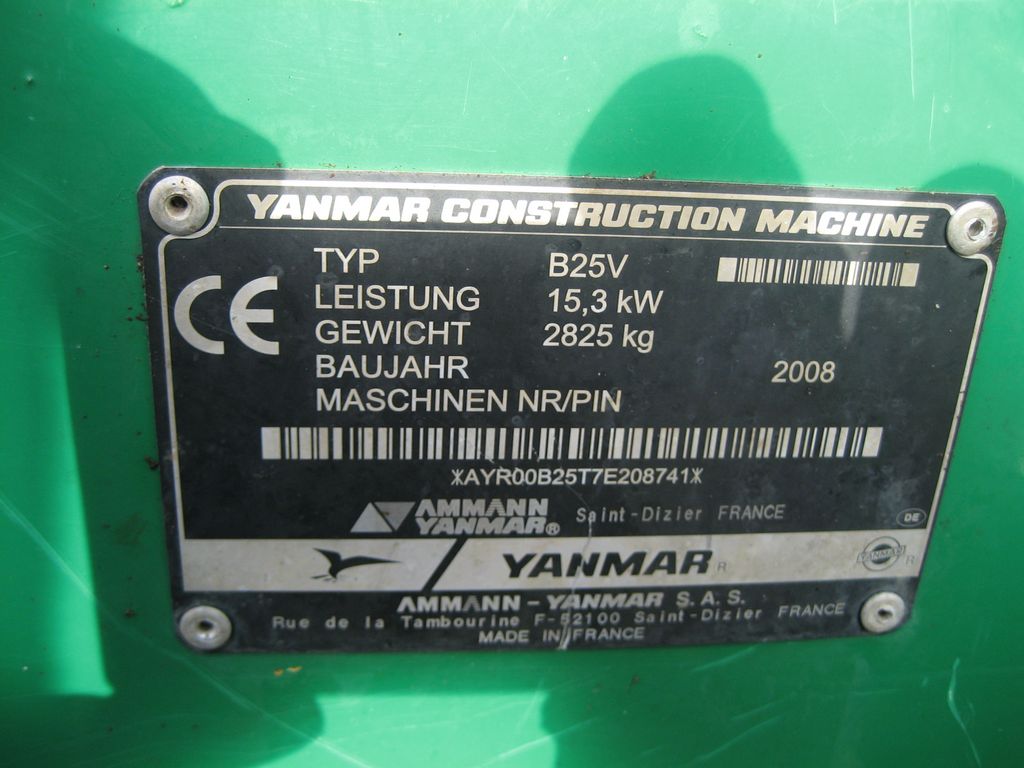 YANMAR CONSTRUCTION MACHINE
TYP B25V
LEISTUNG 15,3 kW
GEWICHT 2825 kg
BAUJAHR 2008
MASCHINEN NR/PIN
*AYR00B25T7E208741*
AMMANN
YANMAR® Saint-Dizier FRANCE
DE
YANMAR ®
YANMAR ®
AMMANN - YANMAR S.A.S.
Rue de la Tambourine F-52100 Saint-Dizier FRANCE
MADE IN FRANCE
CE